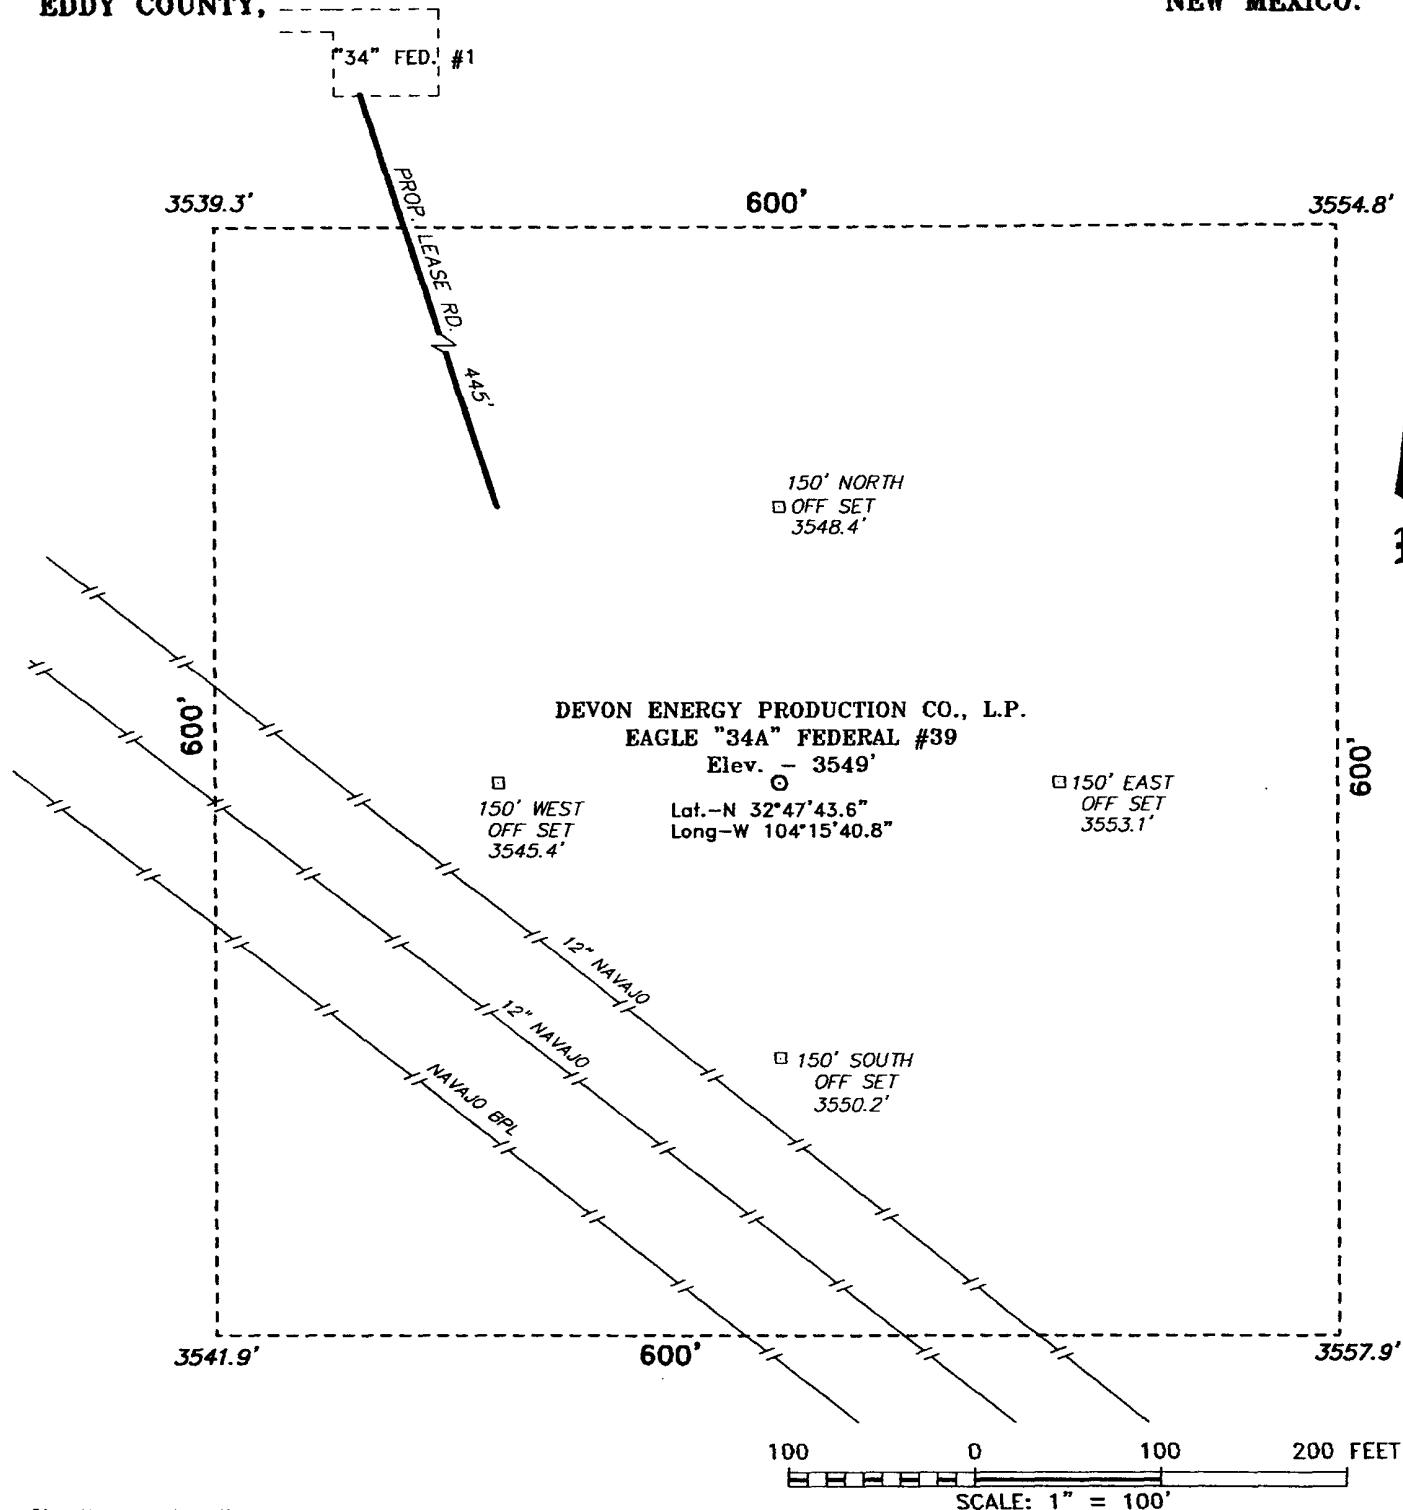 EDDY COUNTY,
NEW MEXICO.
"34" FED. #1
PROP. LEASE RD.
445'
3539.3'
600'
3554.8'
150' NORTH
OFF SET
3548.4'
600'
DEVON ENERGY PRODUCTION CO., L.P.
EAGLE "34A" FEDERAL #39
Elev. - 3549'
Lat.-N 32°47'43.6"
Long-W 104°15'40.8"
150' WEST
OFF SET
3545.4'
150' EAST
OFF SET
3553.1'
600'
12" NAVAJO
12" NAVAJO
NAVAJO BPL
150' SOUTH
OFF SET
3550.2'
3541.9'
600'
3557.9'
100 0 100 200 FEET
SCALE: 1" = 100'